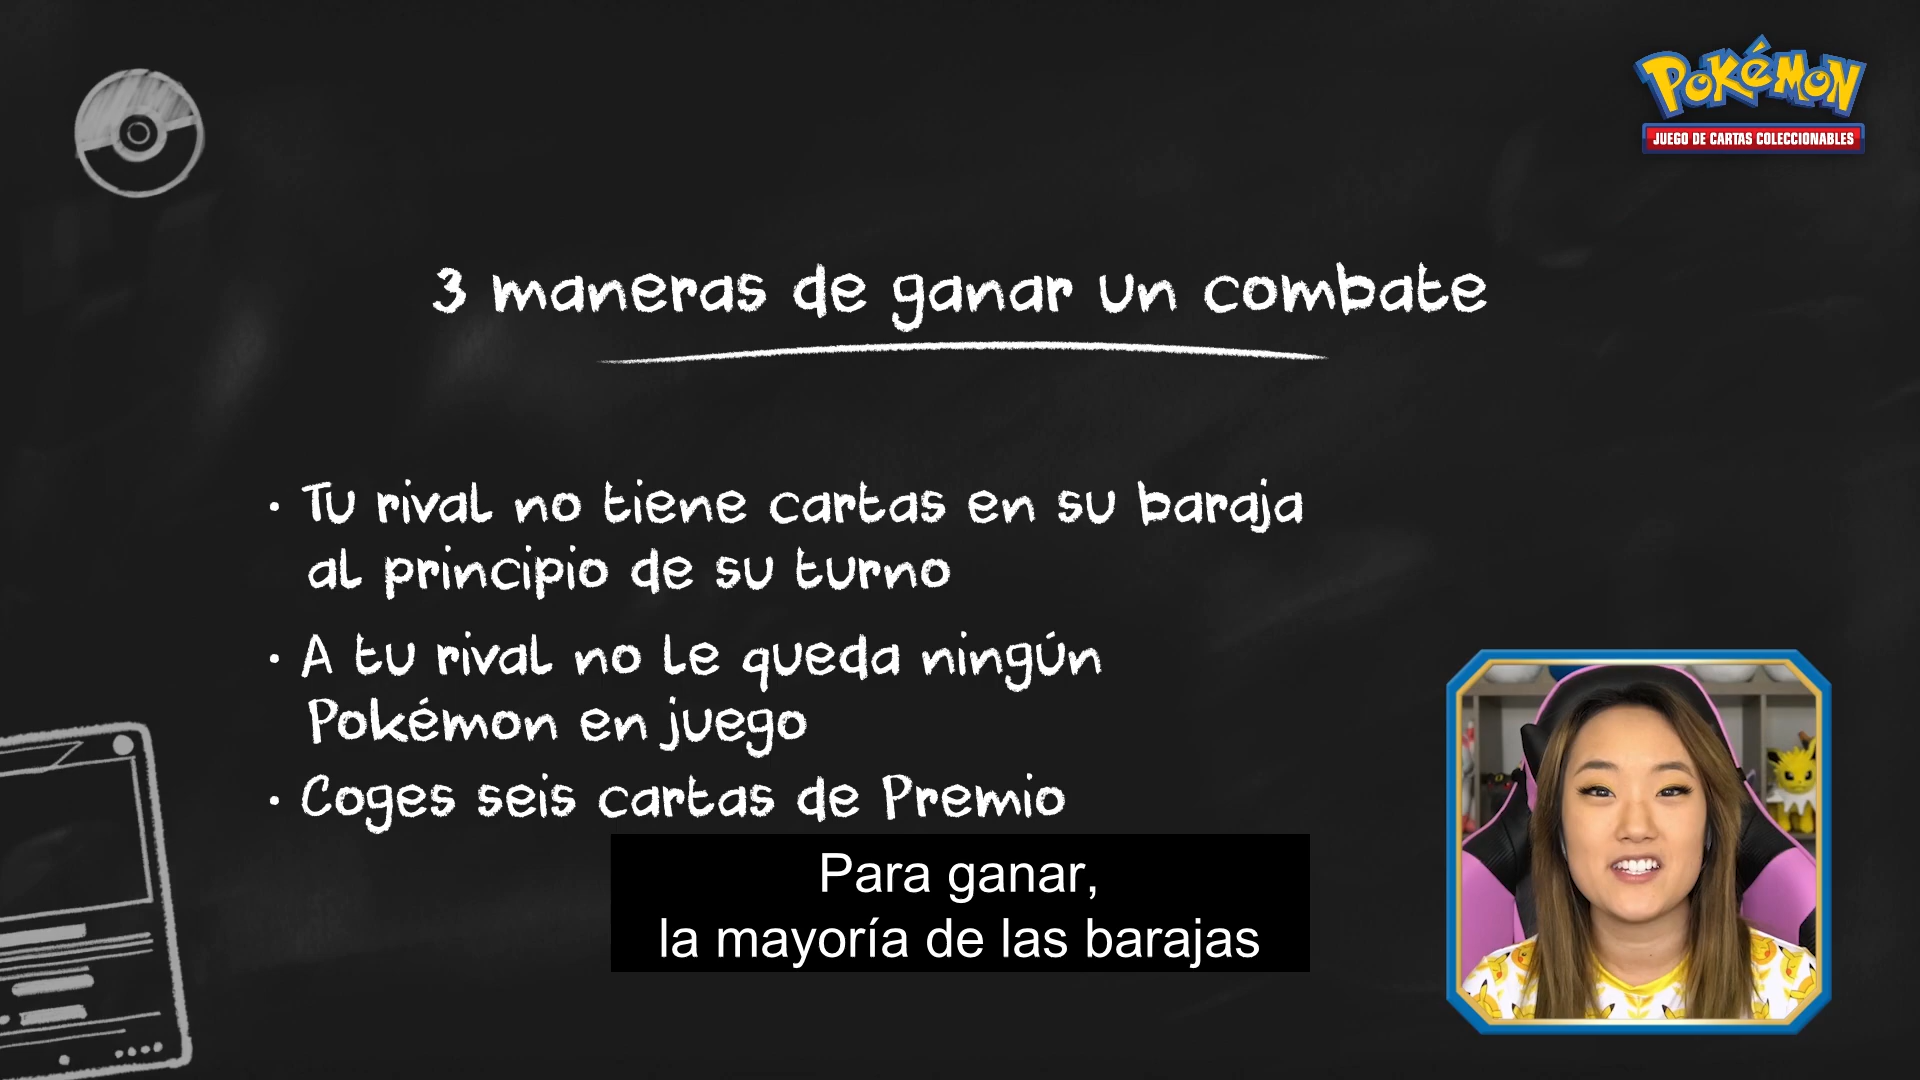 POKéMON
JUEGO DE CARTAS COLECCIONABLES
3 maneras de ganar un combate
• Tu rival no tiene cartas en su baraja
al principio de su turno
• A tu rival no le queda ningún
Pokémon en juego
• Coges seis cartas de Premio
Para ganar,
la mayoría de las barajas